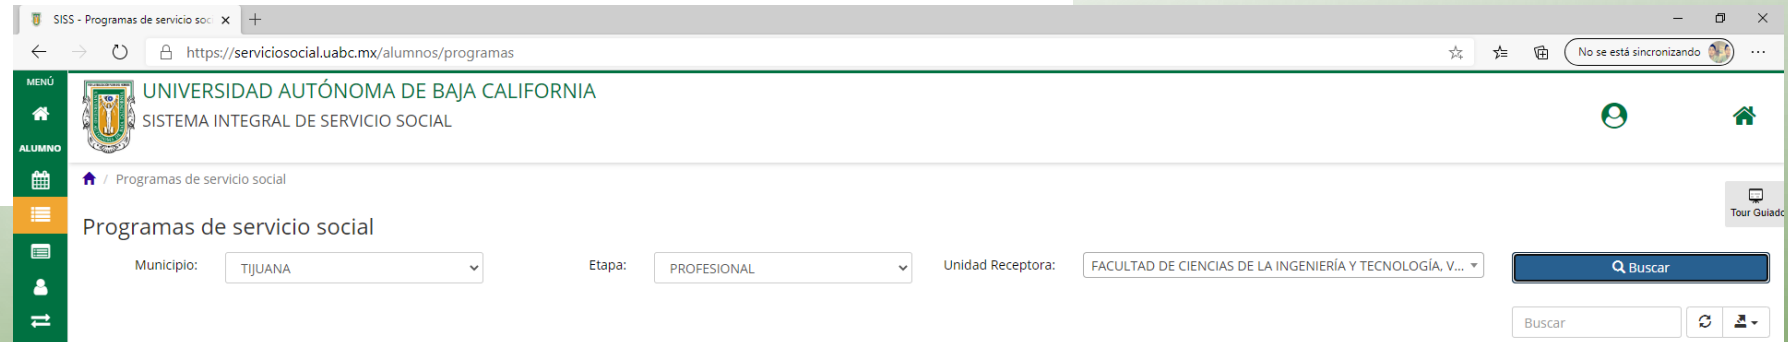 SISS - Programas de servicio soci
https://serviciosocial.uabc.mx/alumnos/programas
No se está sincronizando
MENÚ
UNIVERSIDAD AUTÓNOMA DE BAJA CALIFORNIA
SISTEMA INTEGRAL DE SERVICIO SOCIAL
ALUMNO
/ Programas de servicio social
Tour Guiado
Programas de servicio social
Municipio: TIJUANA Etapa: PROFESIONAL Unidad Receptora: FACULTAD DE CIENCIAS DE LA INGENIERÍA Y TECNOLOGÍA, V... Buscar
Buscar